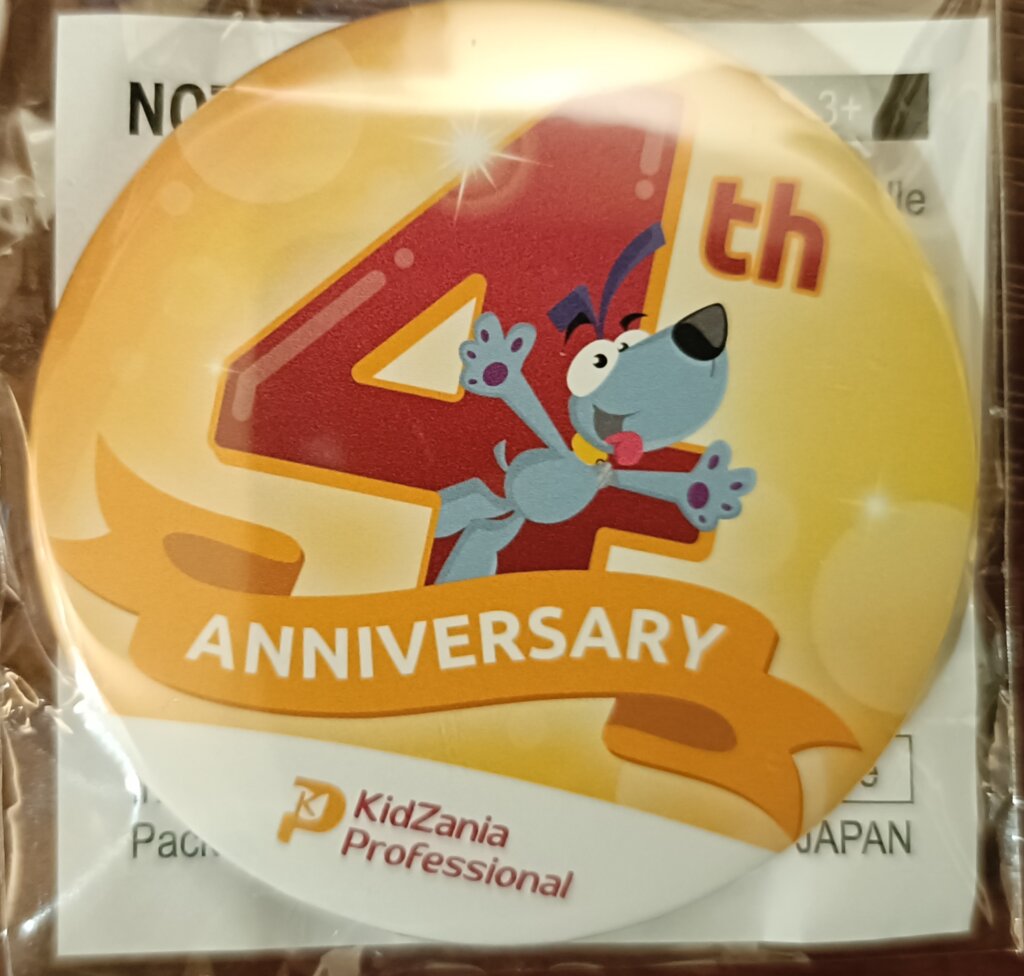 3+
4th
ANNIVERSARY
KidZania
Professional
JAPAN